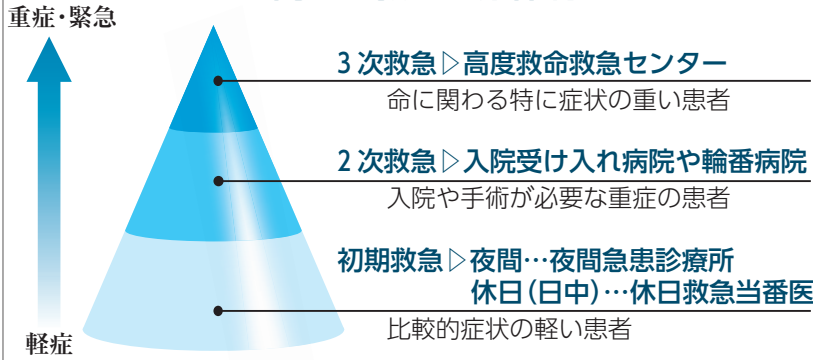 重症・緊急
3次救急▷高度救命救急センター
命に関わる特に症状の重い患者
2次救急▷入院受け入れ病院や輪番病院
入院や手術が必要な重症の患者
初期救急▷夜間…夜間急患診療所
休日(日中)…休日救急当番医
比較的症状の軽い患者
軽症